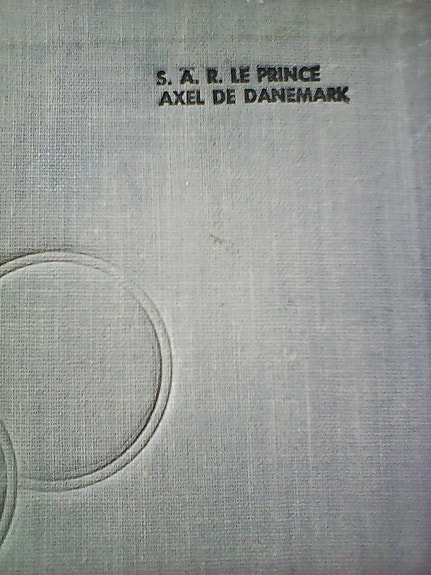 S. A. R. LE PRINCE
AXEL DE DANEMARK